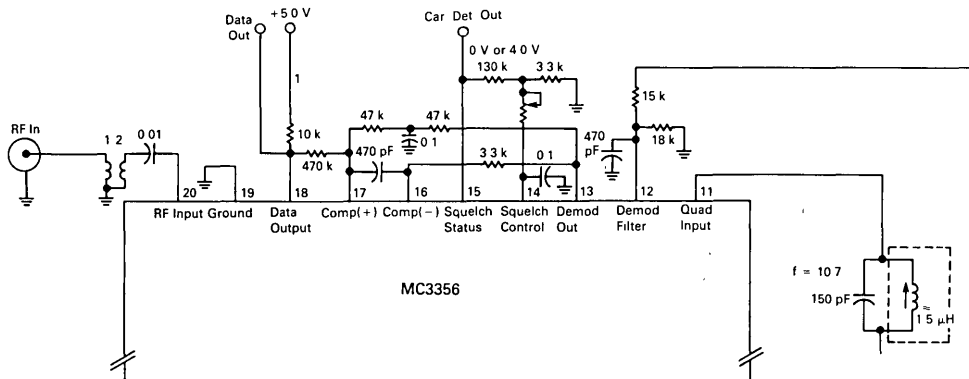 Data
Out
+5 0 V
Car Det Out
0 V or 4 0 V
130 k
3 3 k
1
15 k
RF In
1 2
0 01
10 k
47 k
47 k
470 k
470 pF
0 1
3 3 k
0 1
470
pF
18 k
20
19
18
17
16
15
14
13
12
11
RF Input
Ground
Data
Output
Comp(+)
Comp(−)
Squelch
Status
Squelch
Control
Demod
Out
Demod
Filter
Quad
Input
MC3356
f = 10 7
150 pF
1 5 μH